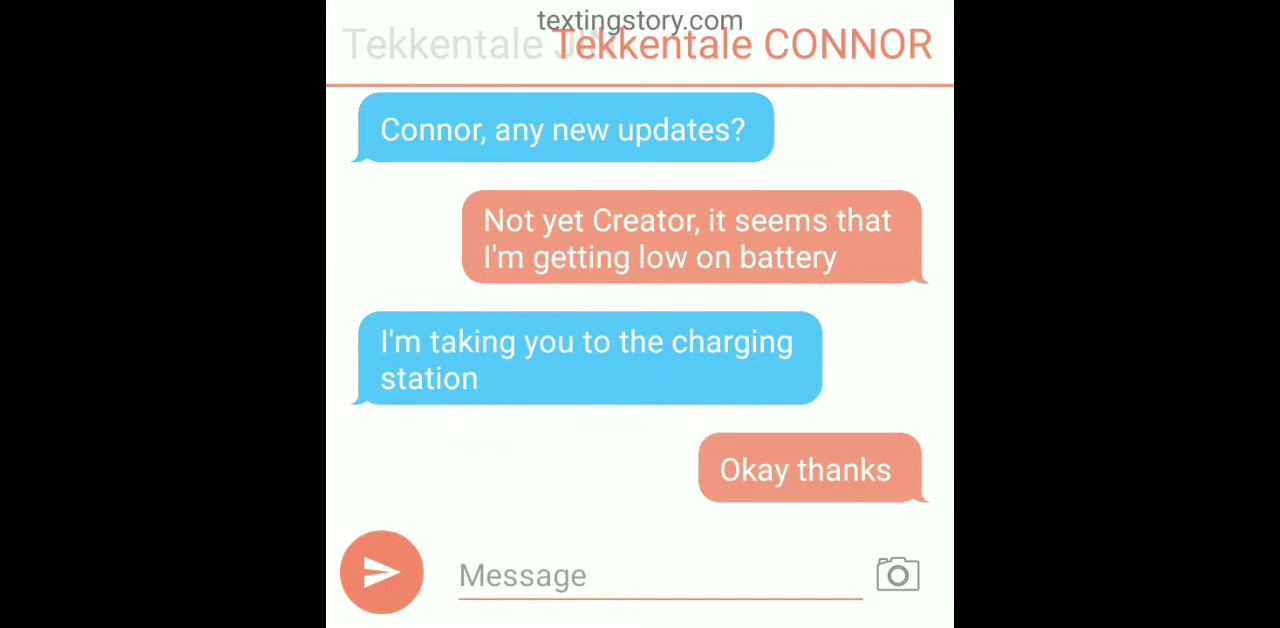 textingstory.com
Tekkentale Tekkentale CONNOR
Connor, any new updates?
Not yet Creator, it seems that
I'm getting low on battery
I'm taking you to the charging
station
Okay thanks
Message